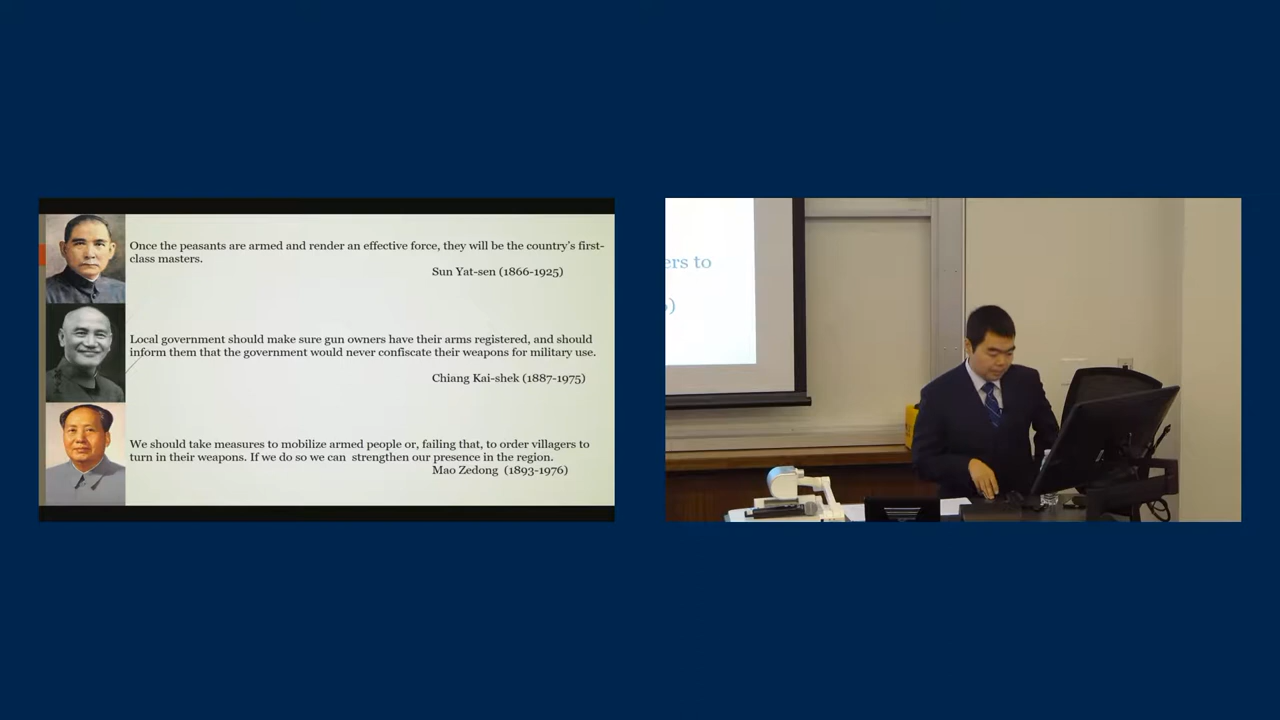 Once the peasants are armed and render an effective force, they will be the country's first-
class masters.
Sun Yat-sen (1866-1925)
Local government should make sure gun owners have their arms registered, and should
inform them that the government would never confiscate their weapons for military use.
Chiang Kai-shek (1887-1975)
We should take measures to mobilize armed people or, failing that, to order villagers to
turn in their weapons. If we do so we can strengthen our presence in the region.
Mao Zedong (1893-1976)
ers to
)